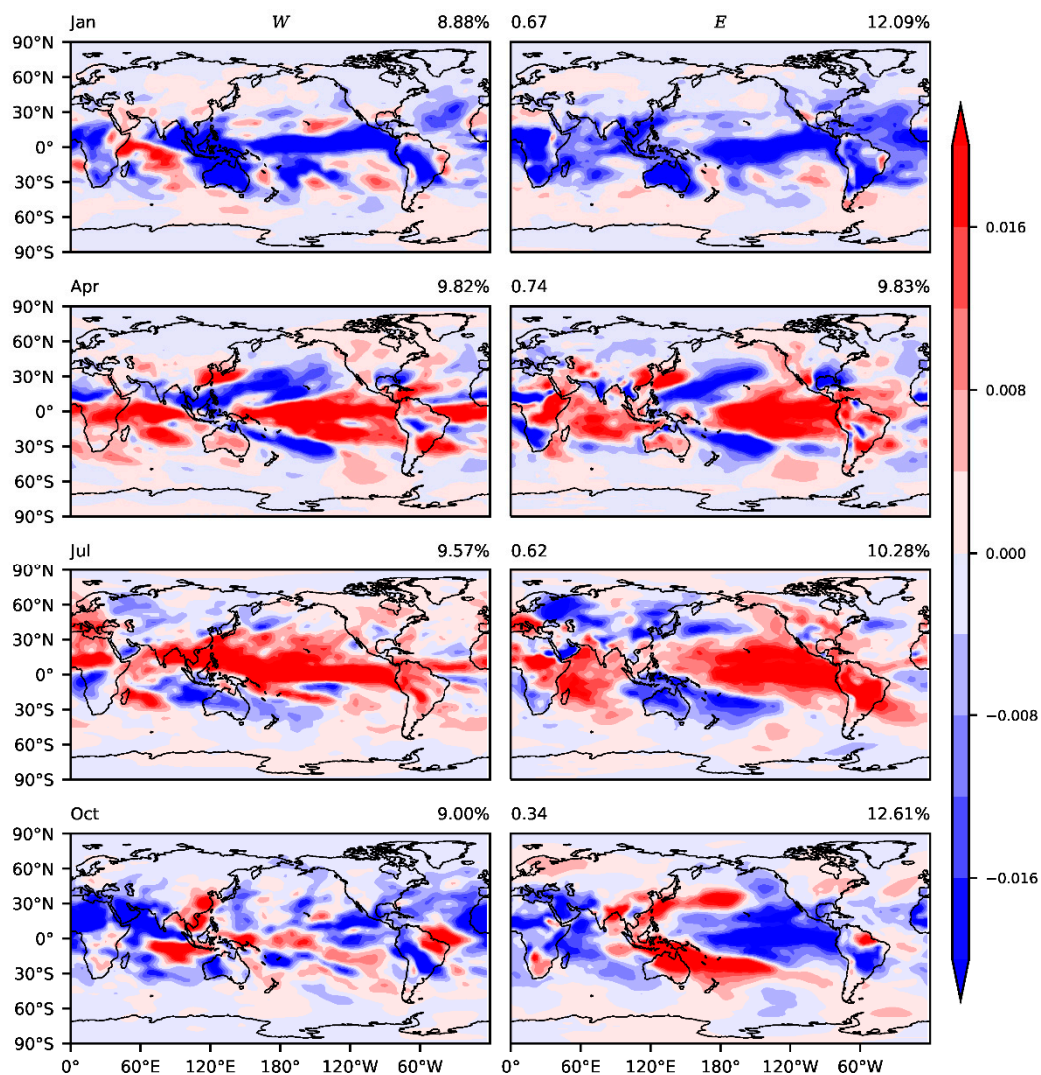 Jan W 8.88% 0.67 E 12.09%
90°N
60°N
30°N
0°
30°S
60°S
90°S
Apr 9.82% 0.74 9.83%
90°N
60°N
30°N
0°
30°S
60°S
90°S
Jul 9.57% 0.62 10.28%
90°N
60°N
30°N
0°
30°S
60°S
90°S
Oct 9.00% 0.34 12.61%
90°N
60°N
30°N
0°
30°S
60°S
90°S
0° 60°E 120°E 180° 120°W 60°W 0° 60°E 120°E 180° 120°W 60°W
0.016
0.008
0.000
−0.008
−0.016